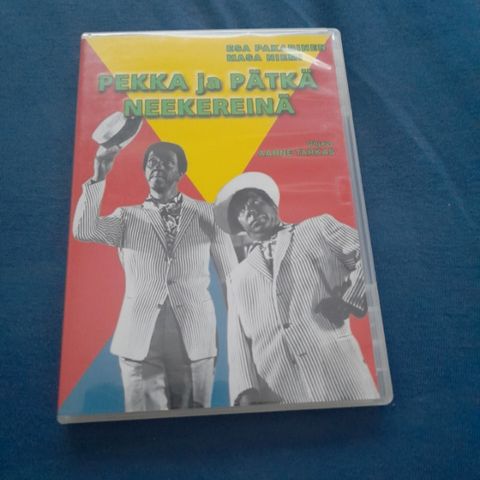 ESA PAKARINEN
MASA NIEMI
PEKKA Ja PÄTKÄ
NEEKEREINÄ
AARNE TARKAS